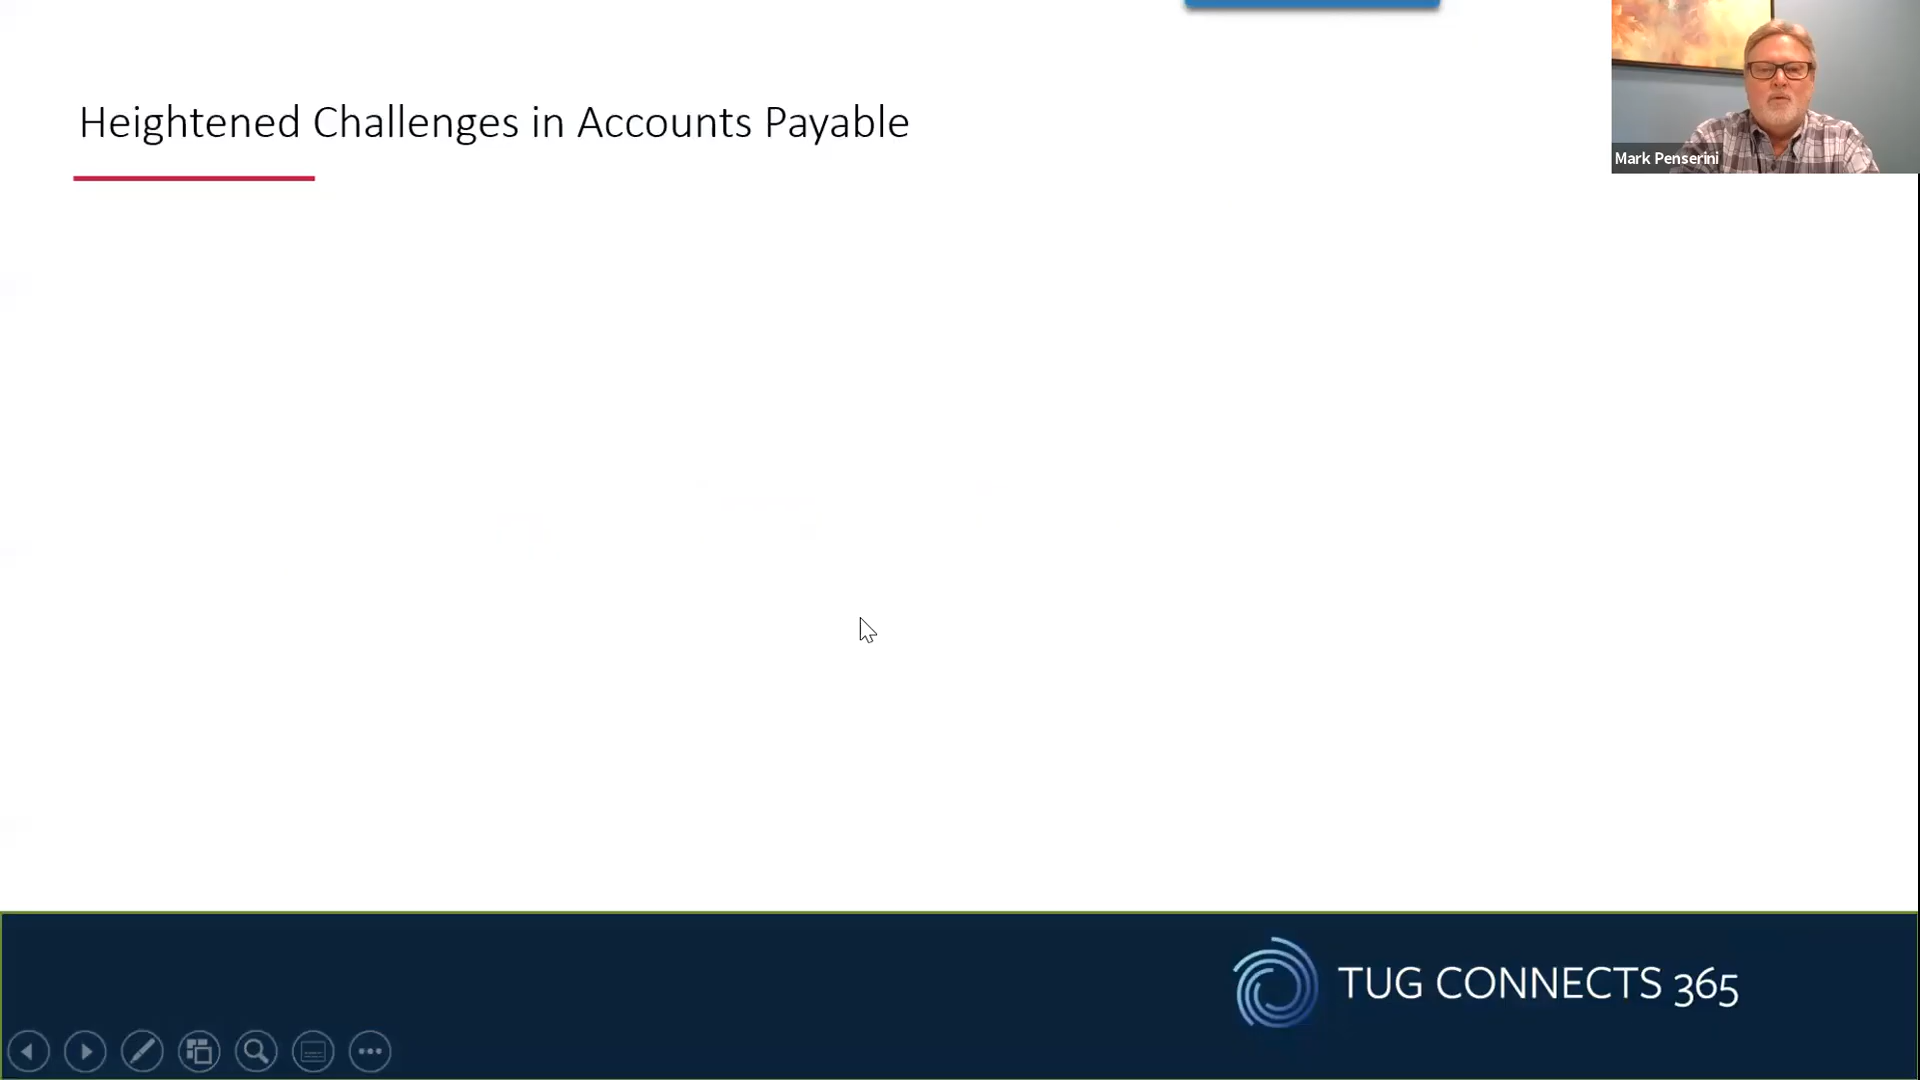 Heightened Challenges in Accounts Payable
Mark Penserini
TUG CONNECTS 365